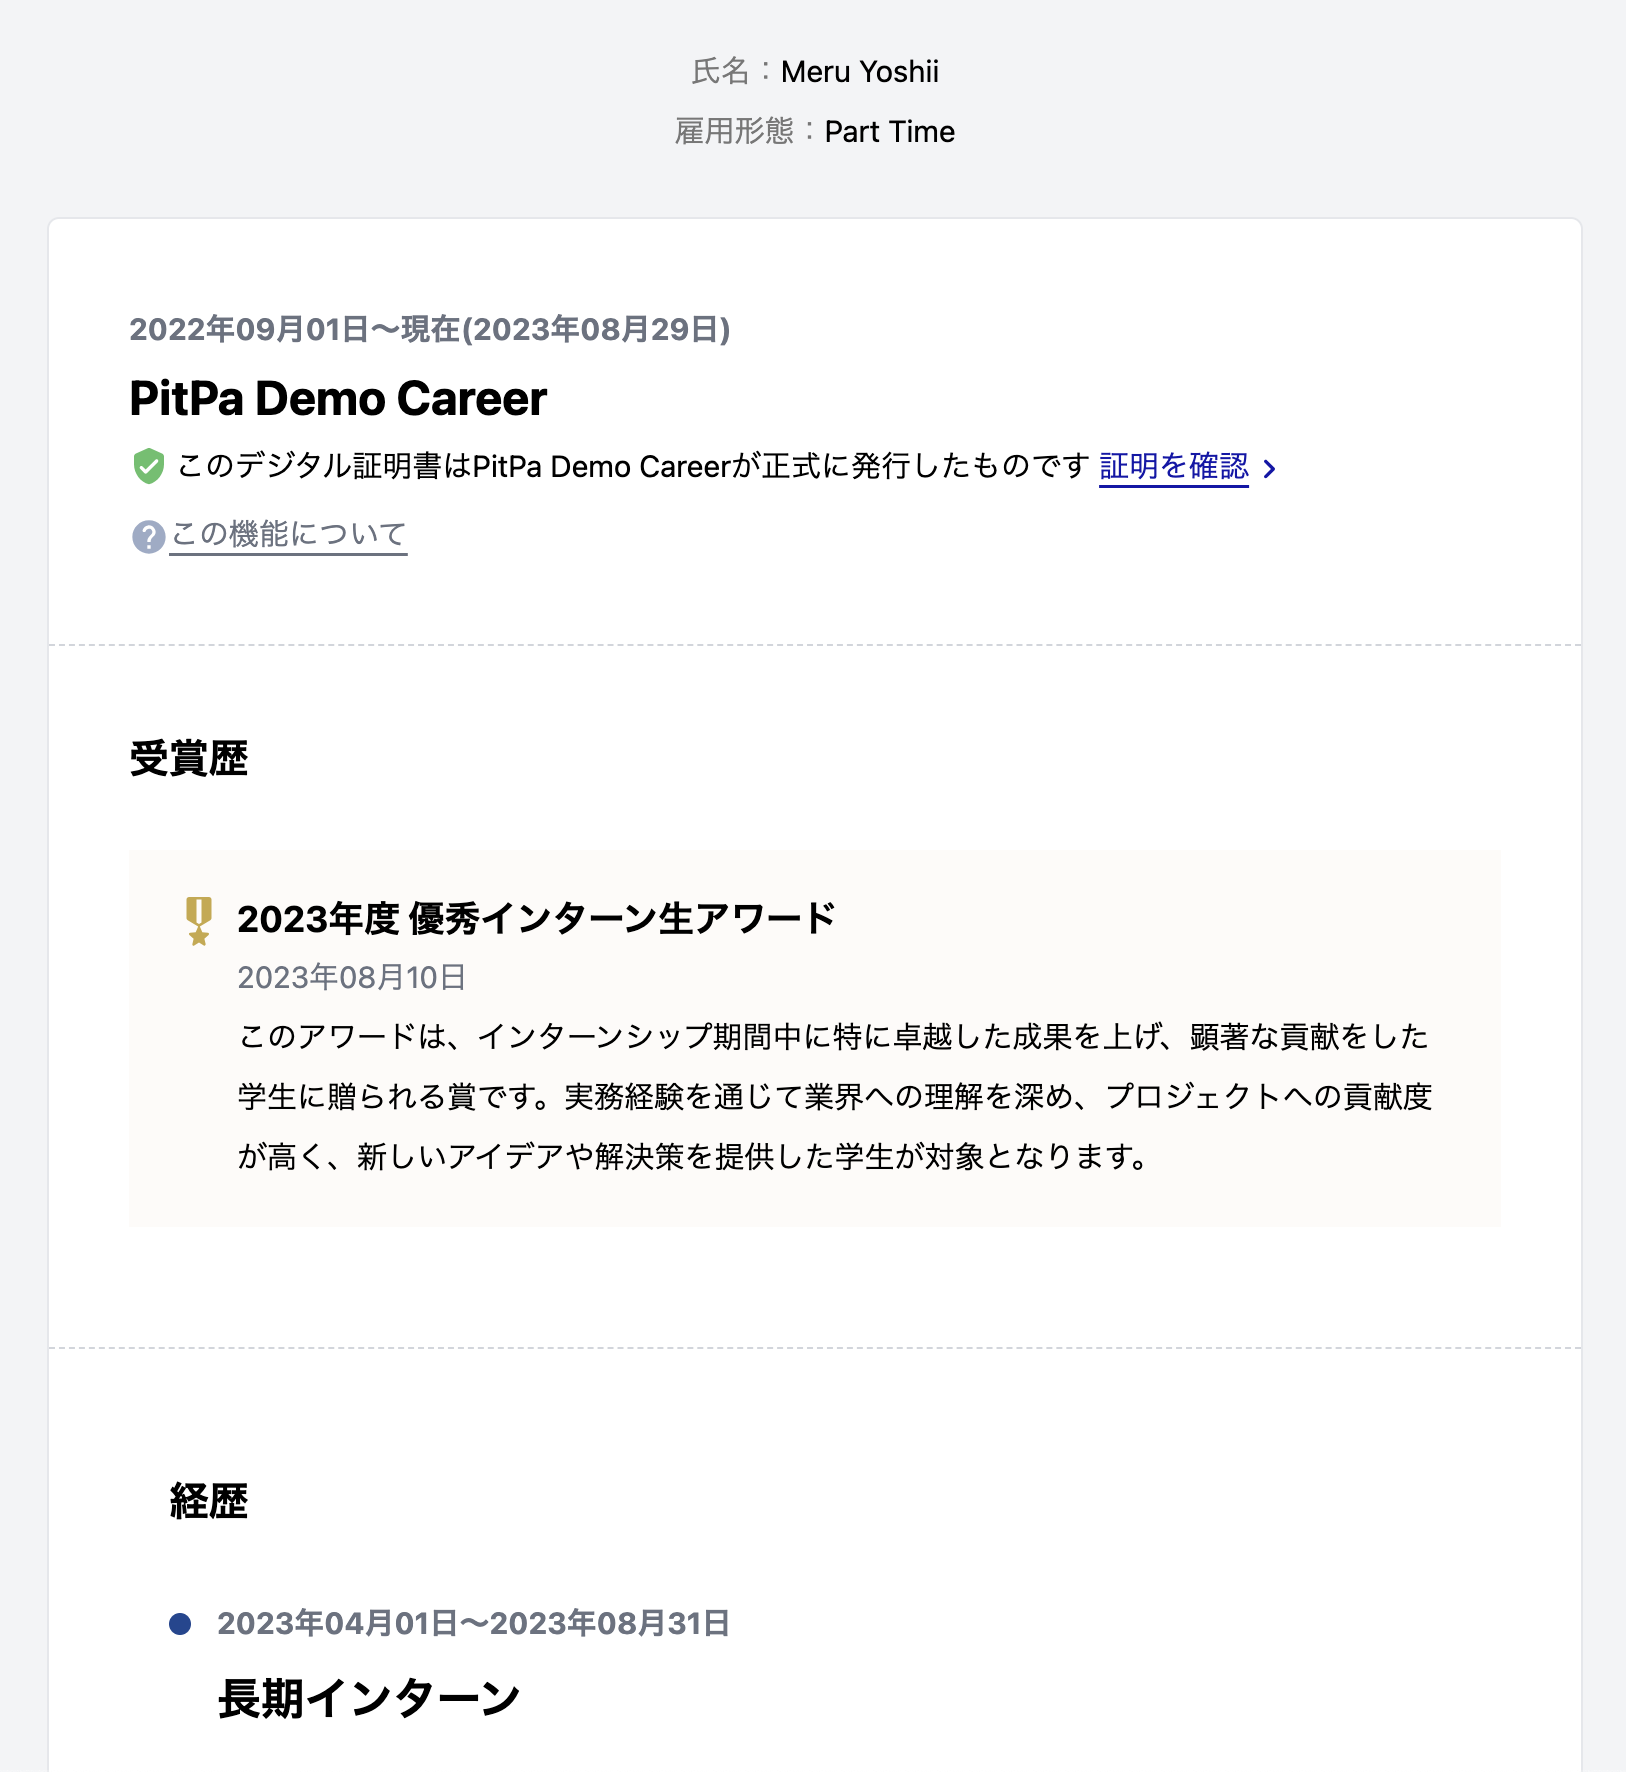 氏名：Meru Yoshii
雇用形態：Part Time
2022年09月01日〜現在(2023年08月29日)
PitPa Demo Career
このデジタル証明書はPitPa Demo Careerが正式に発行したものです 証明を確認
この機能について
受賞歴
2023年度 優秀インターン生アワード
2023年08月10日
このアワードは、インターンシップ期間中に特に卓越した成果を上げ、顕著な貢献をした
学生に贈られる賞です。実務経験を通じて業界への理解を深め、プロジェクトへの貢献度
が高く、新しいアイデアや解決策を提供した学生が対象となります。
経歴
2023年04月01日〜2023年08月31日
長期インターン